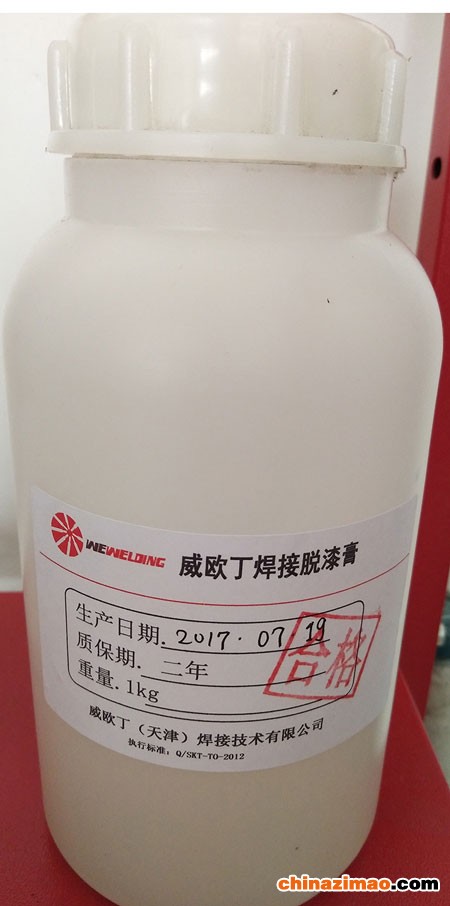 WEWELDING 威欧丁焊接脱漆膏
生产日期. 2017.07 19
质保期. 二年
合格
重量.1kg
威欧丁（天津）焊接技术有限公司
执行标准：Q/SKT-TO-2012
chinazimao.com